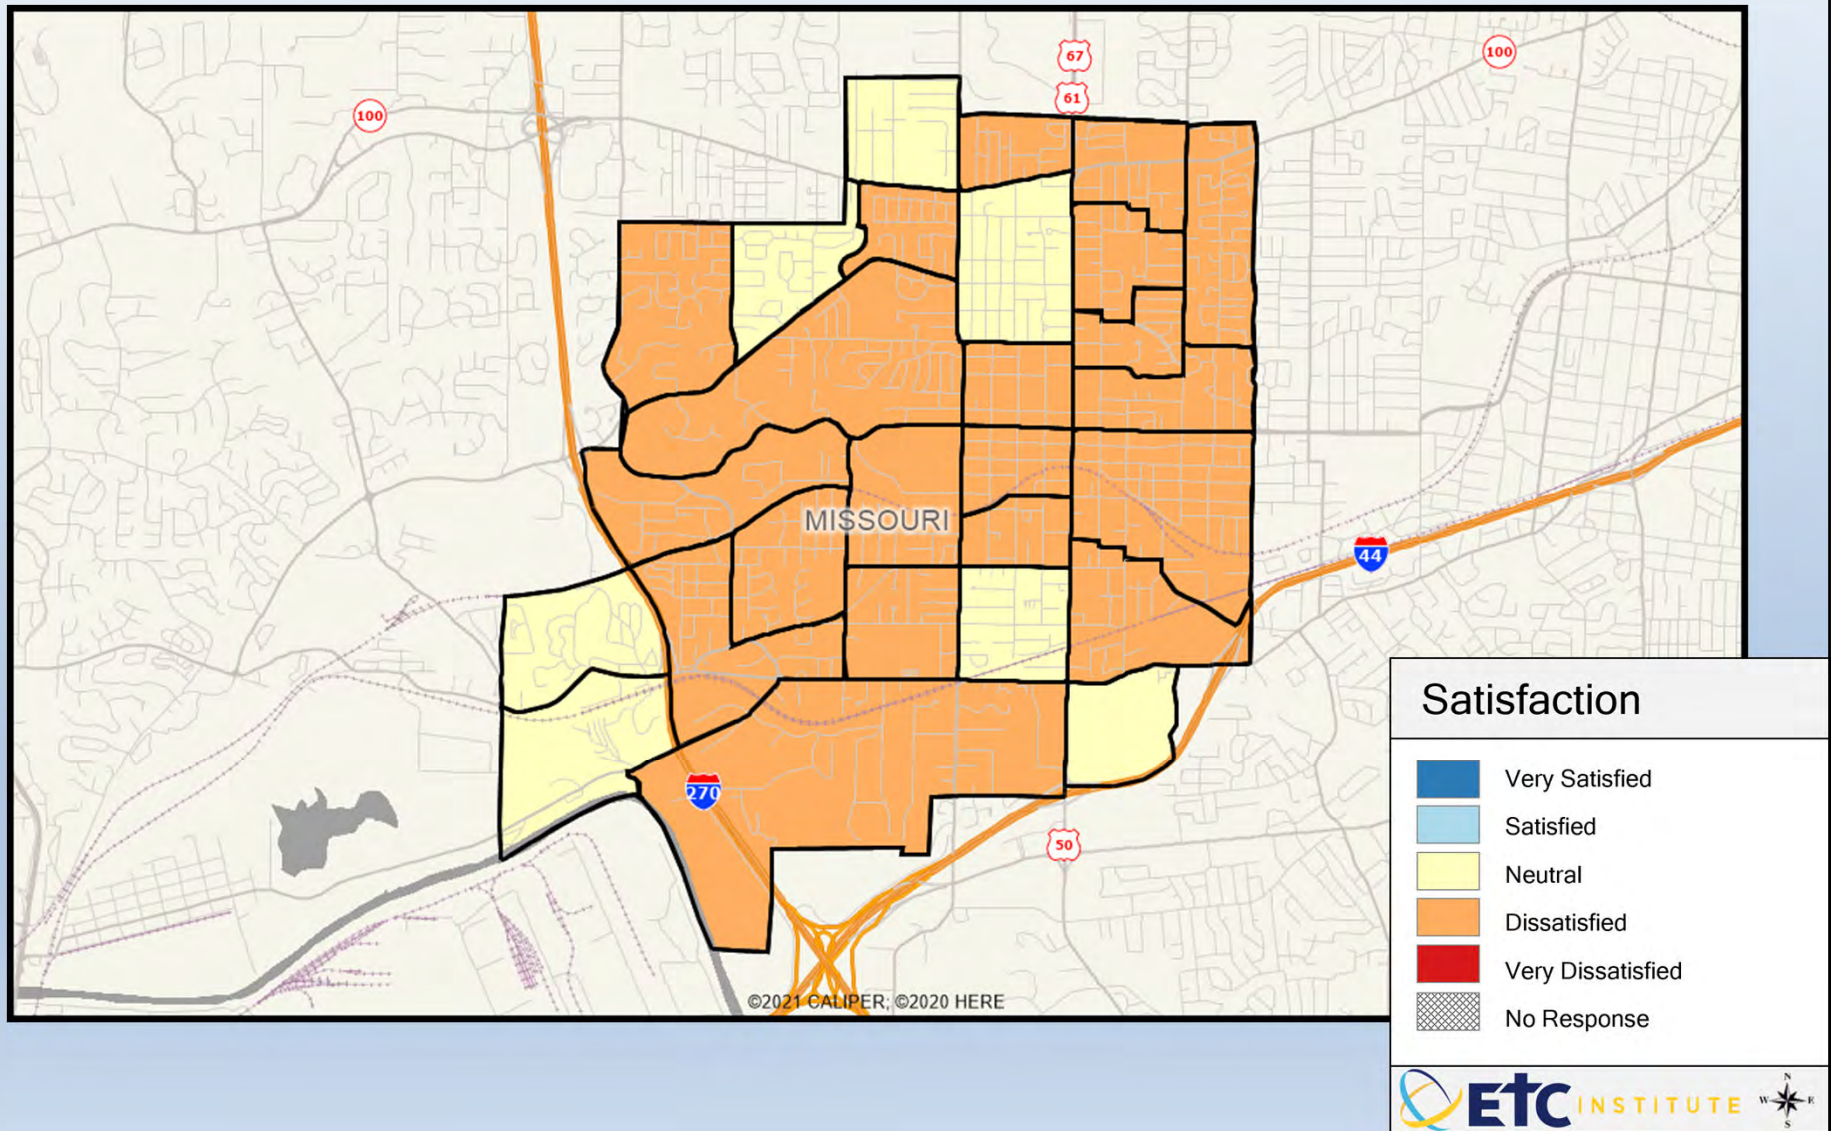 67
100
61
100
MISSOURI
44
270
50
©2021 CALIPER; ©2020 HERE
Satisfaction
Very Satisfied
Satisfied
Neutral
Dissatisfied
Very Dissatisfied
No Response
ETC INSTITUTE
N
W E
S